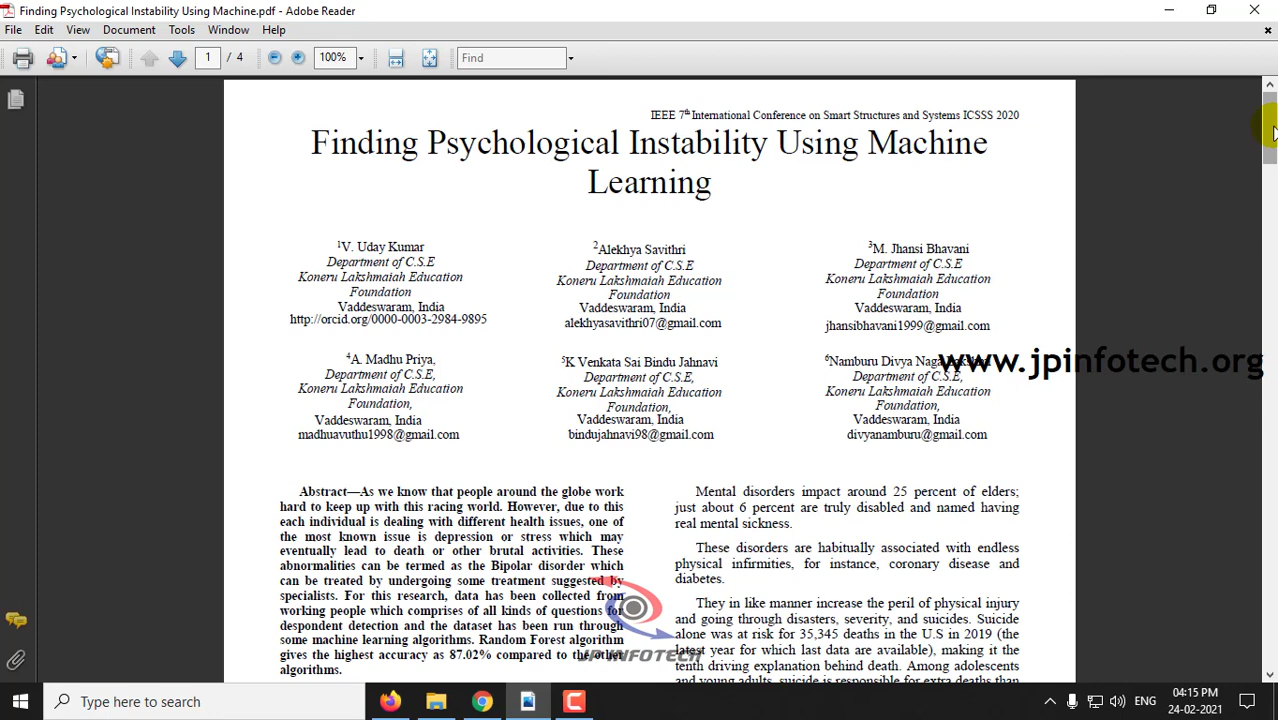 Finding Psychological Instability Using Machine.pdf - Adobe Reader
File Edit View Document Tools Window Help
1 / 4 100% Find
IEEE 7th International Conference on Smart Structures and Systems ICSSS 2020
Finding Psychological Instability Using Machine
Learning
1V. Uday Kumar
Department of C.S.E
Koneru Lakshmaiah Education
Foundation
Vaddeswaram, India
http://orcid.org/0000-0003-2984-9895
2Alekhya Savithri
Department of C.S.E
Koneru Lakshmaiah Education
Foundation
Vaddeswaram, India
alekhyasavithri07@gmail.com
3M. Jhansi Bhavani
Department of C.S.E
Koneru Lakshmaiah Education
Foundation
Vaddeswaram, India
jhansibhavani1999@gmail.com
4A. Madhu Priya,
Department of C.S.E,
Koneru Lakshmaiah Education
Foundation,
Vaddeswaram, India
madhuavuthu1998@gmail.com
5K Venkata Sai Bindu Jahnavi
Department of C.S.E,
Koneru Lakshmaiah Education
Foundation,
Vaddeswaram, India
bindujahnavi98@gmail.com
6Namburu Divya Naga
www.jpinfotech.org
Department of C.S.E,
Koneru Lakshmaiah Education
Foundation,
Vaddeswaram, India
divyanamburu@gmail.com
Abstract—As we know that people around the globe work
hard to keep up with this racing world. However, due to this
each individual is dealing with different health issues, one of
the most known issue is depression or stress which may
eventually lead to death or other brutal activities. These
abnormalities can be termed as the Bipolar disorder which
can be treated by undergoing some treatment suggested by
specialists. For this research, data has been collected from
working people which comprises of all kinds of questions for
despondent detection and the dataset has been run through
some machine learning algorithms. Random Forest algorithm
gives the highest accuracy as 87.02% compared to the other
algorithms.
Mental disorders impact around 25 percent of elders;
just about 6 percent are truly disabled and named having
real mental sickness.
These disorders are habitually associated with endless
physical infirmities, for instance, coronary disease and
diabetes.
They in like manner increase the peril of physical injury
and going through disasters, severity, and suicides. Suicide
alone was at risk for 35,345 deaths in the U.S in 2019 (the
latest year for which last data are available), making it the
tenth driving explanation behind death. Among adolescents
and young adults, suicide is responsible for extra deaths than
JP INFOTECH
Type here to search
ENG
04:15 PM
24-02-2021